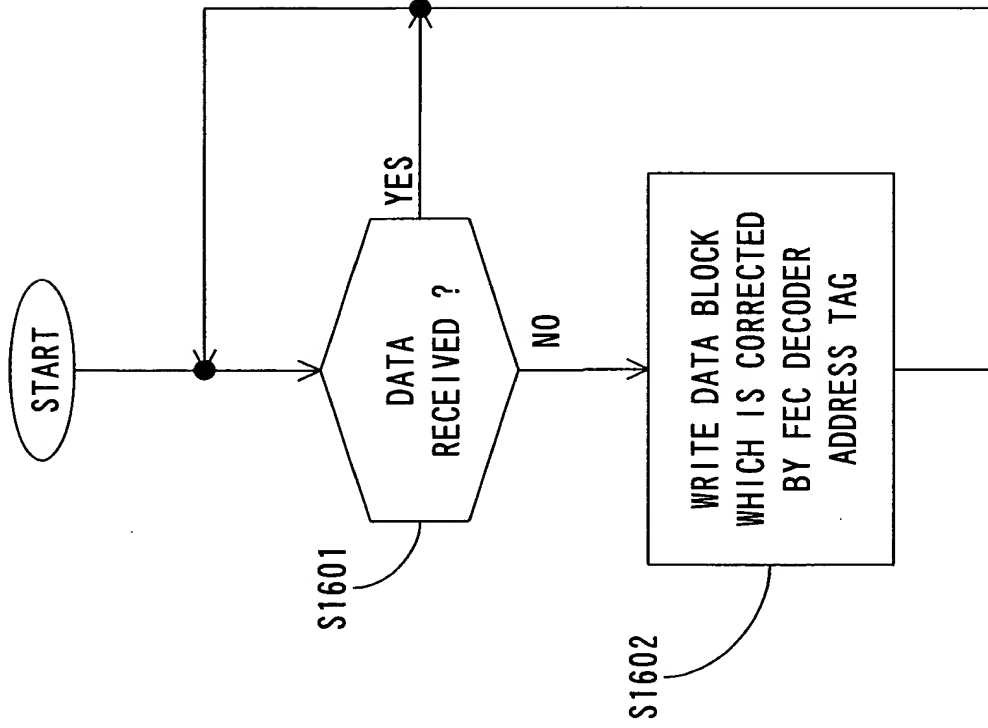 START
DATA
RECEIVED ?
YES
NO
S1601
WRITE DATA BLOCK
WHICH IS CORRECTED
BY FEC DECODER
ADDRESS TAG
S1602